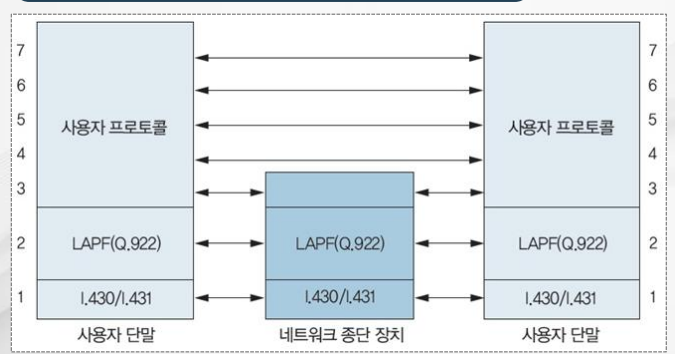 7
6
5
4
3
2
1
사용자 프로토콜
LAPF(Q.922)
I.430/I.431
사용자 단말
LAPF(Q.922)
I.430/I.431
네트워크 종단 장치
사용자 프로토콜
LAPF(Q.922)
I.430/I.431
사용자 단말
7
6
5
4
3
2
1